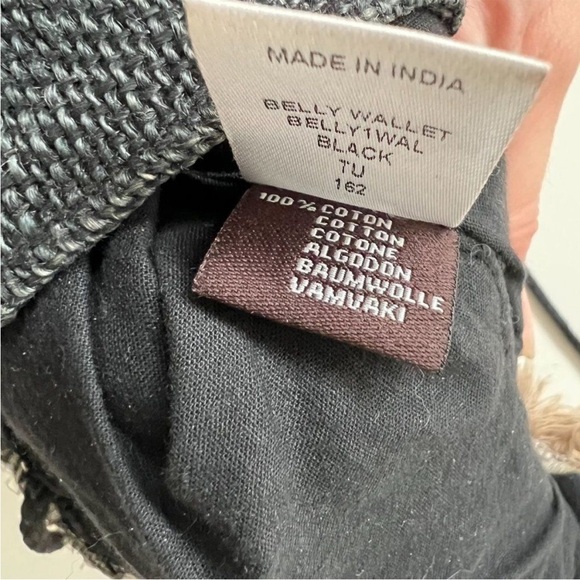 MADE IN INDIA
BELLY WALLET
BELLY1WAL
BLACK
TU
162
100% COTON
COTTON
COTONE
ALGODON
BAUMWOLLE
VAMVAKI